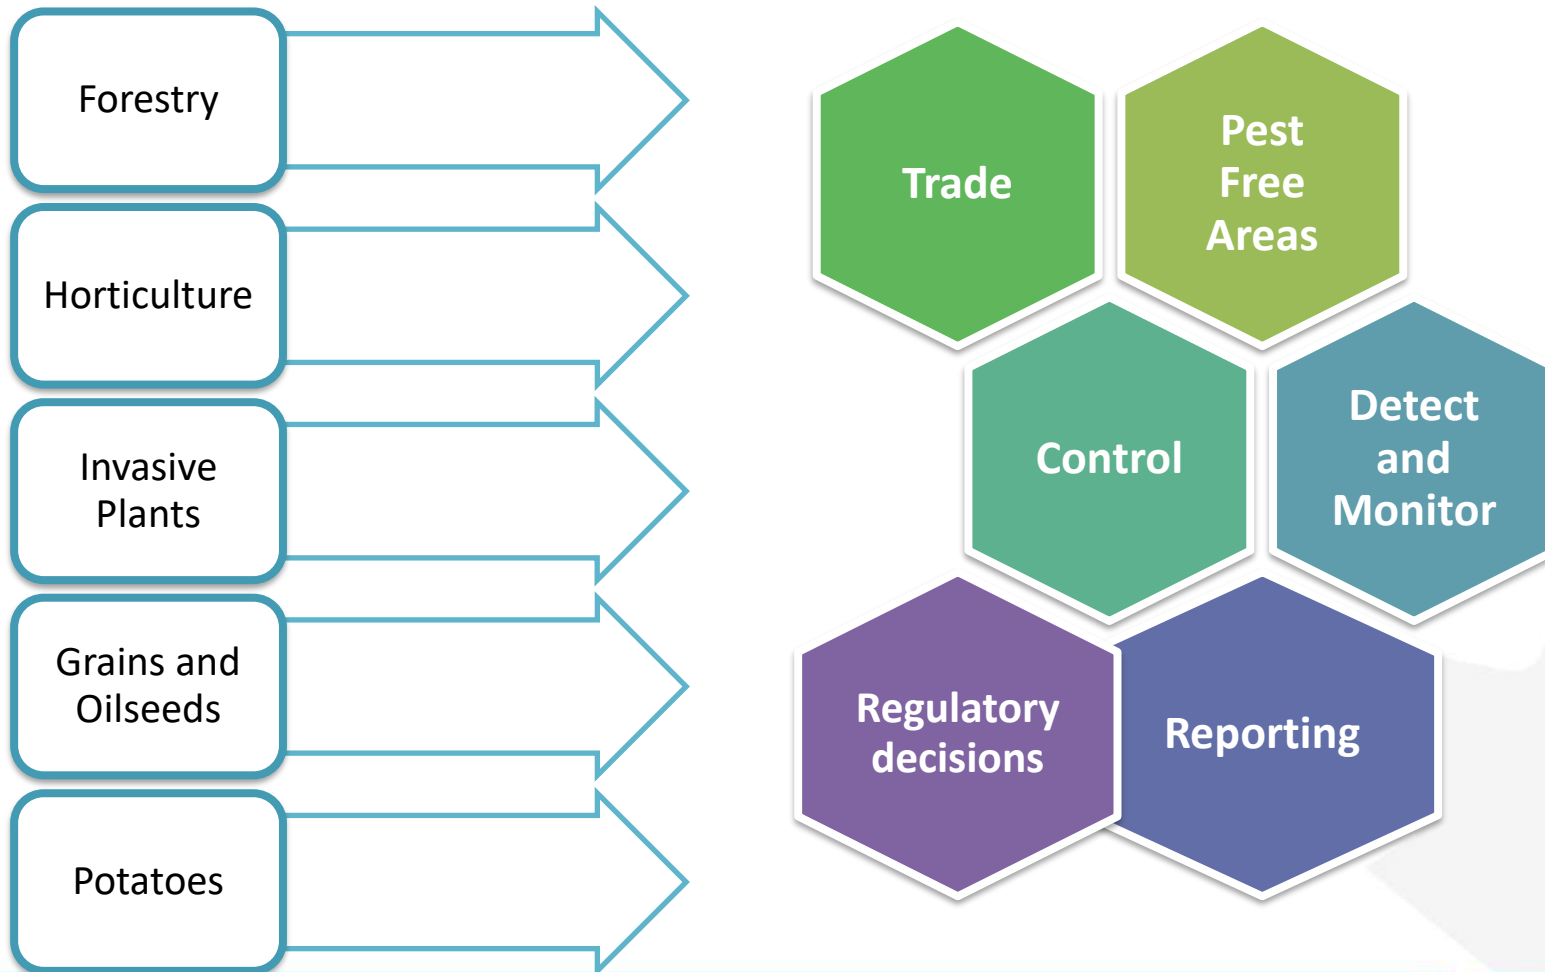 Forestry
Horticulture
Invasive
Plants
Grains and
Oilseeds
Potatoes
Trade
Pest
Free
Areas
Control
Detect
and
Monitor
Regulatory
decisions
Reporting